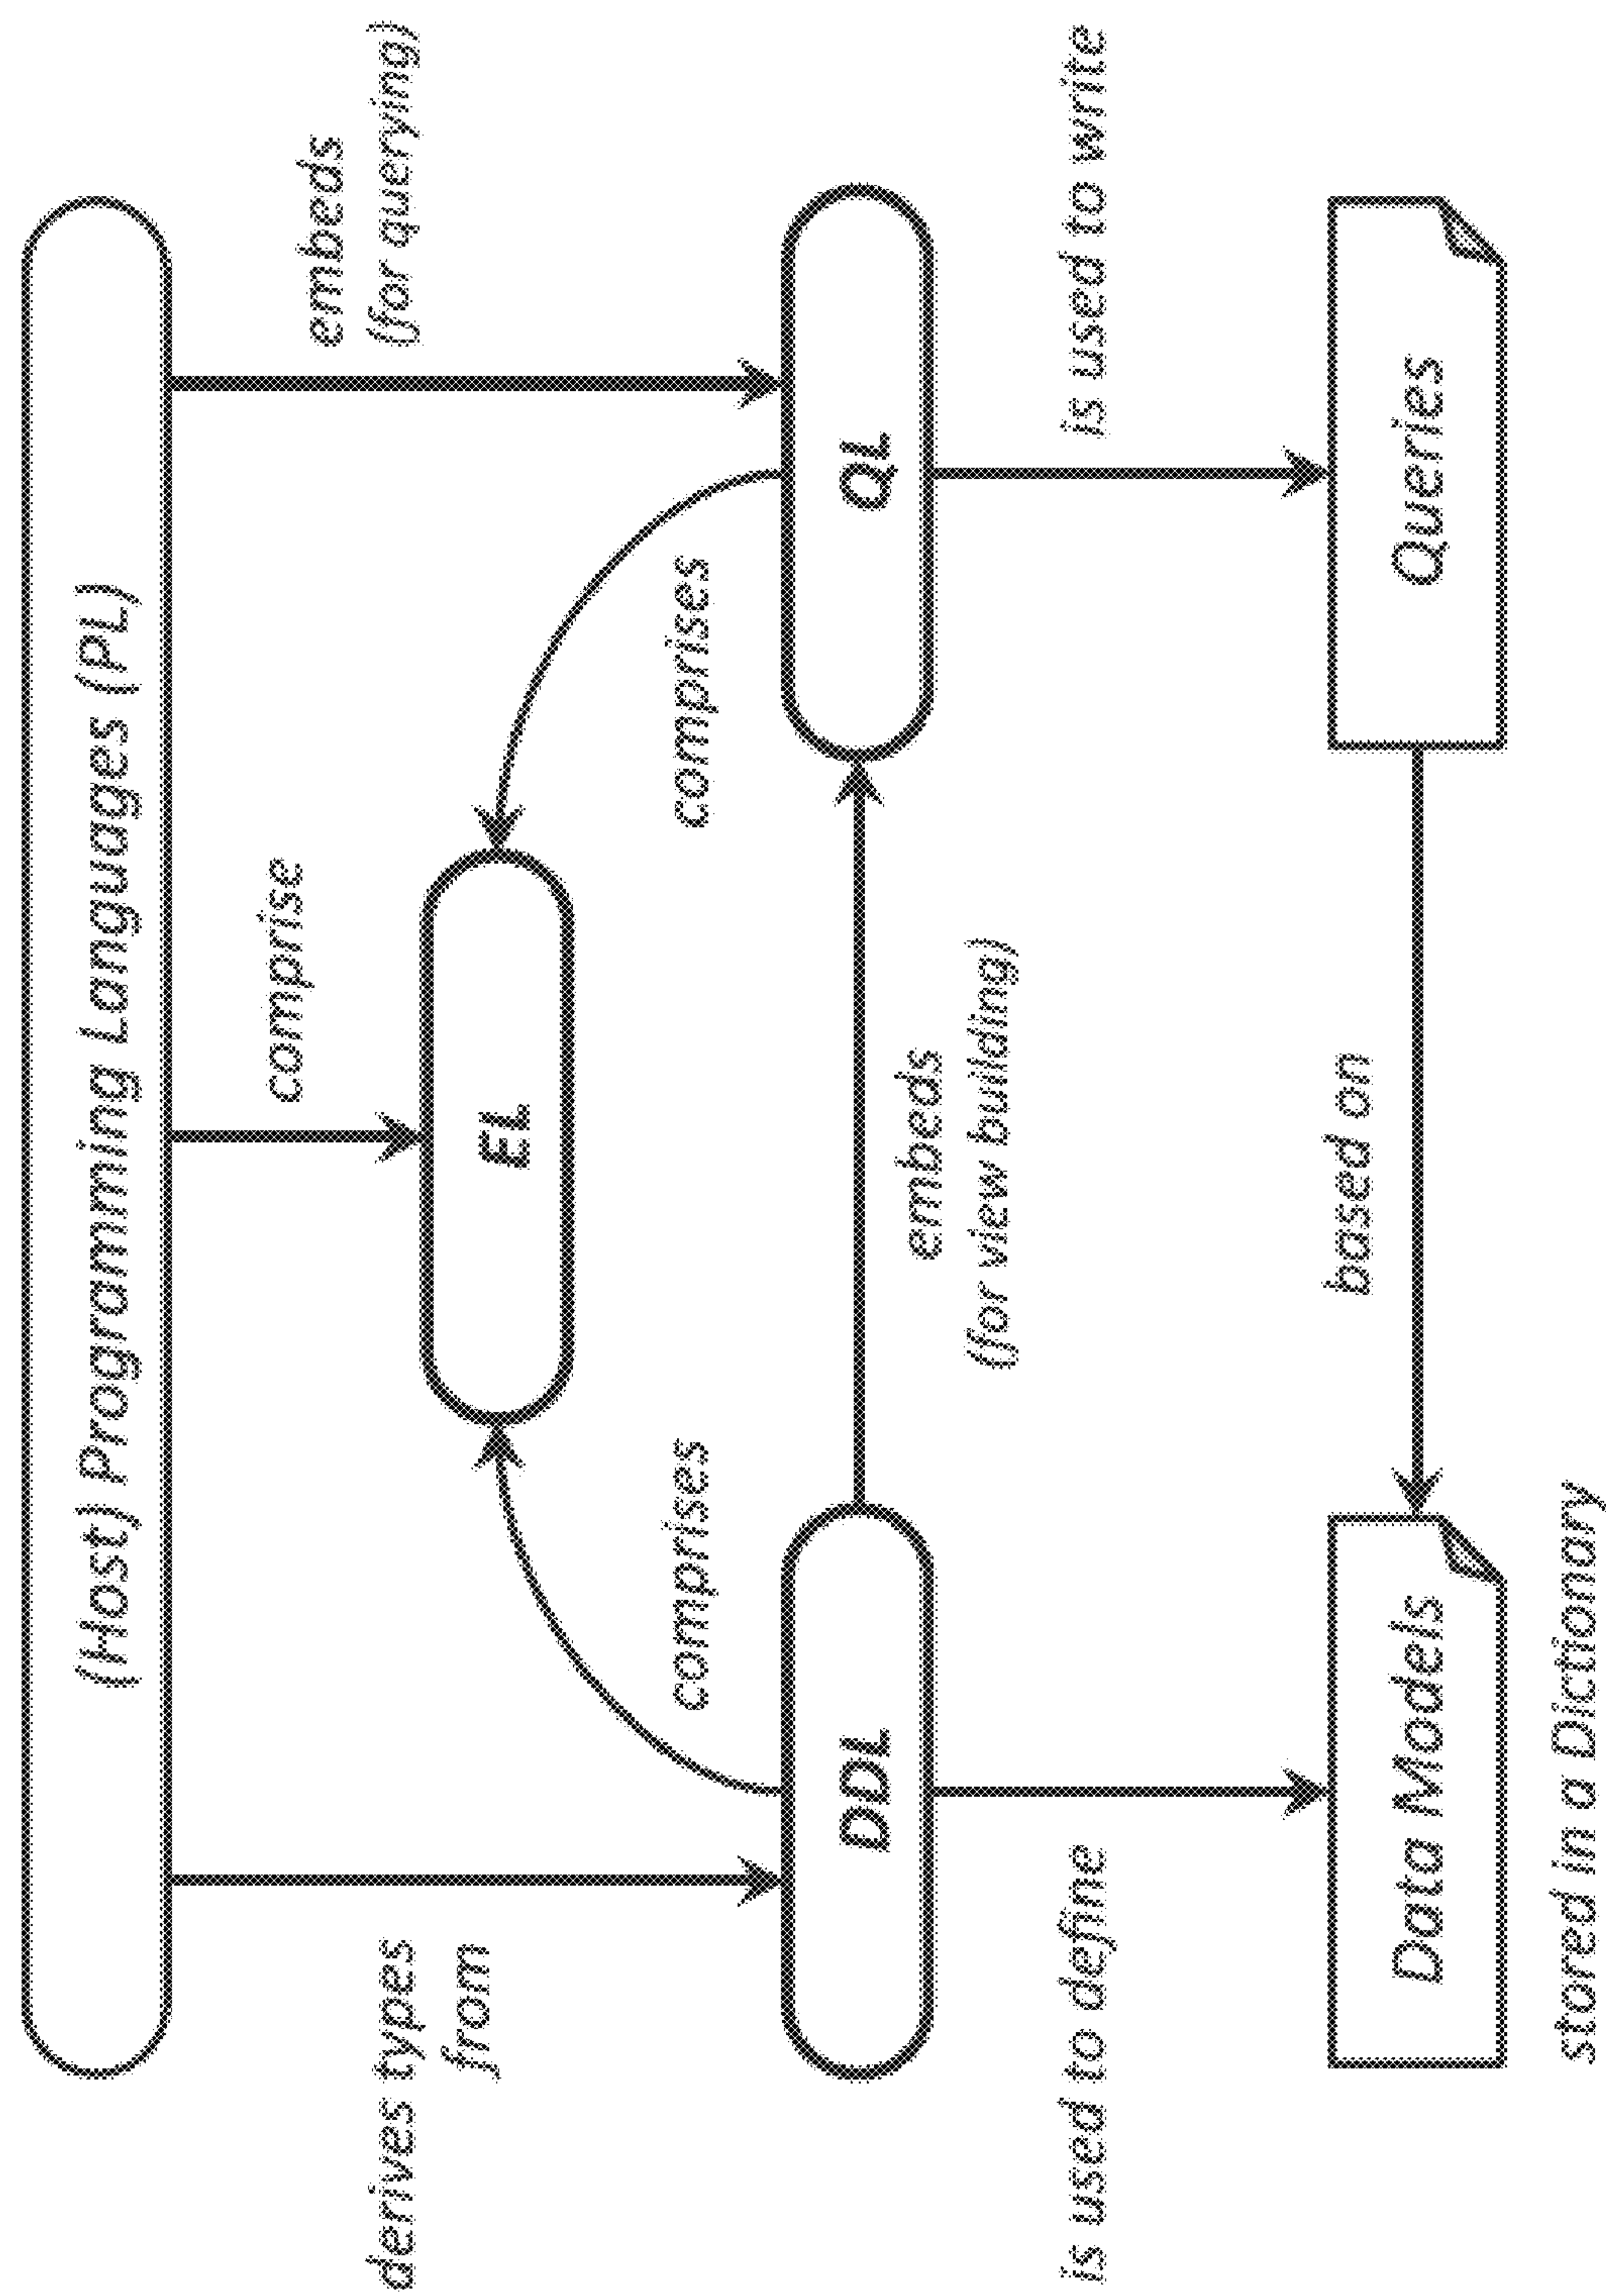 (Host) Programming Languages (PL)
derives types
from
comprise
embeds
(for querying)
EL
comprises
comprises
DDL
QL
embeds
(for view building)
is used to define
is used to write
based on
Data Models
Queries
stored in a Dictionary